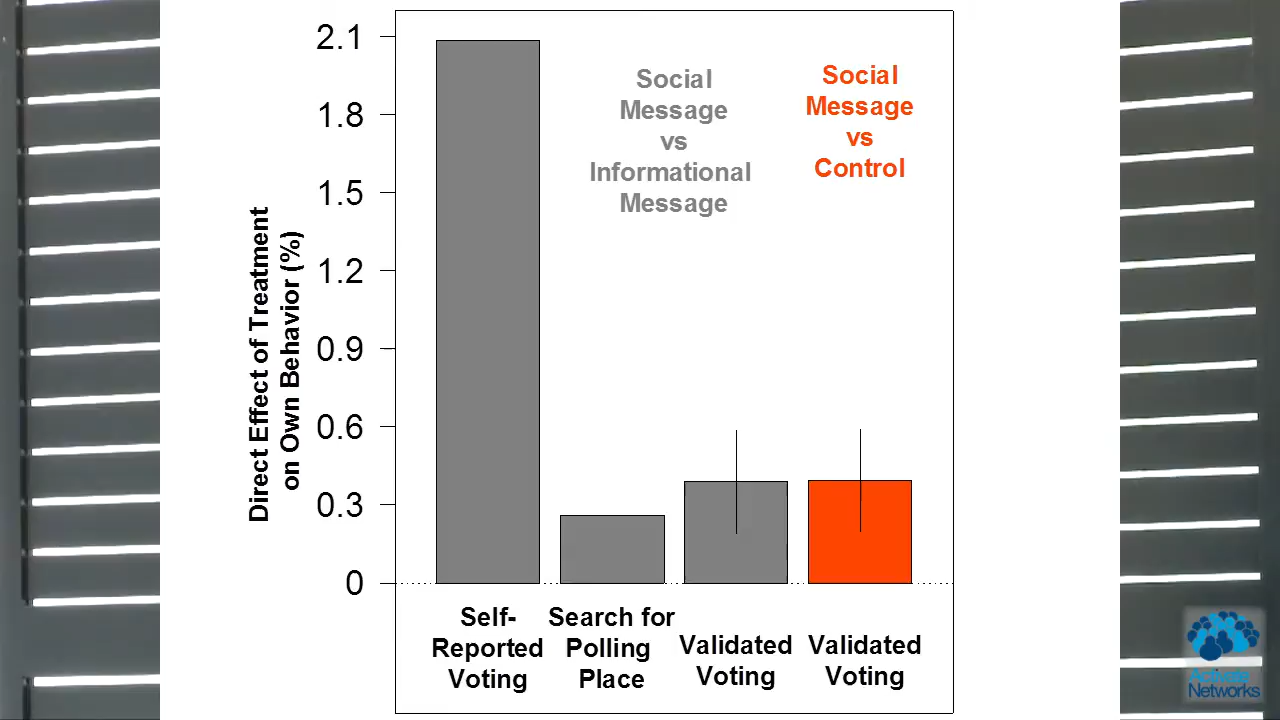 2.1
1.8
1.5
1.2
0.9
0.6
0.3
0
Direct Effect of Treatment
on Own Behavior (%)
Social
Message
vs
Informational
Message
Social
Message
vs
Control
Self-
Reported
Voting
Search for
Polling
Place
Validated
Voting
Validated
Voting
Activate
Networks